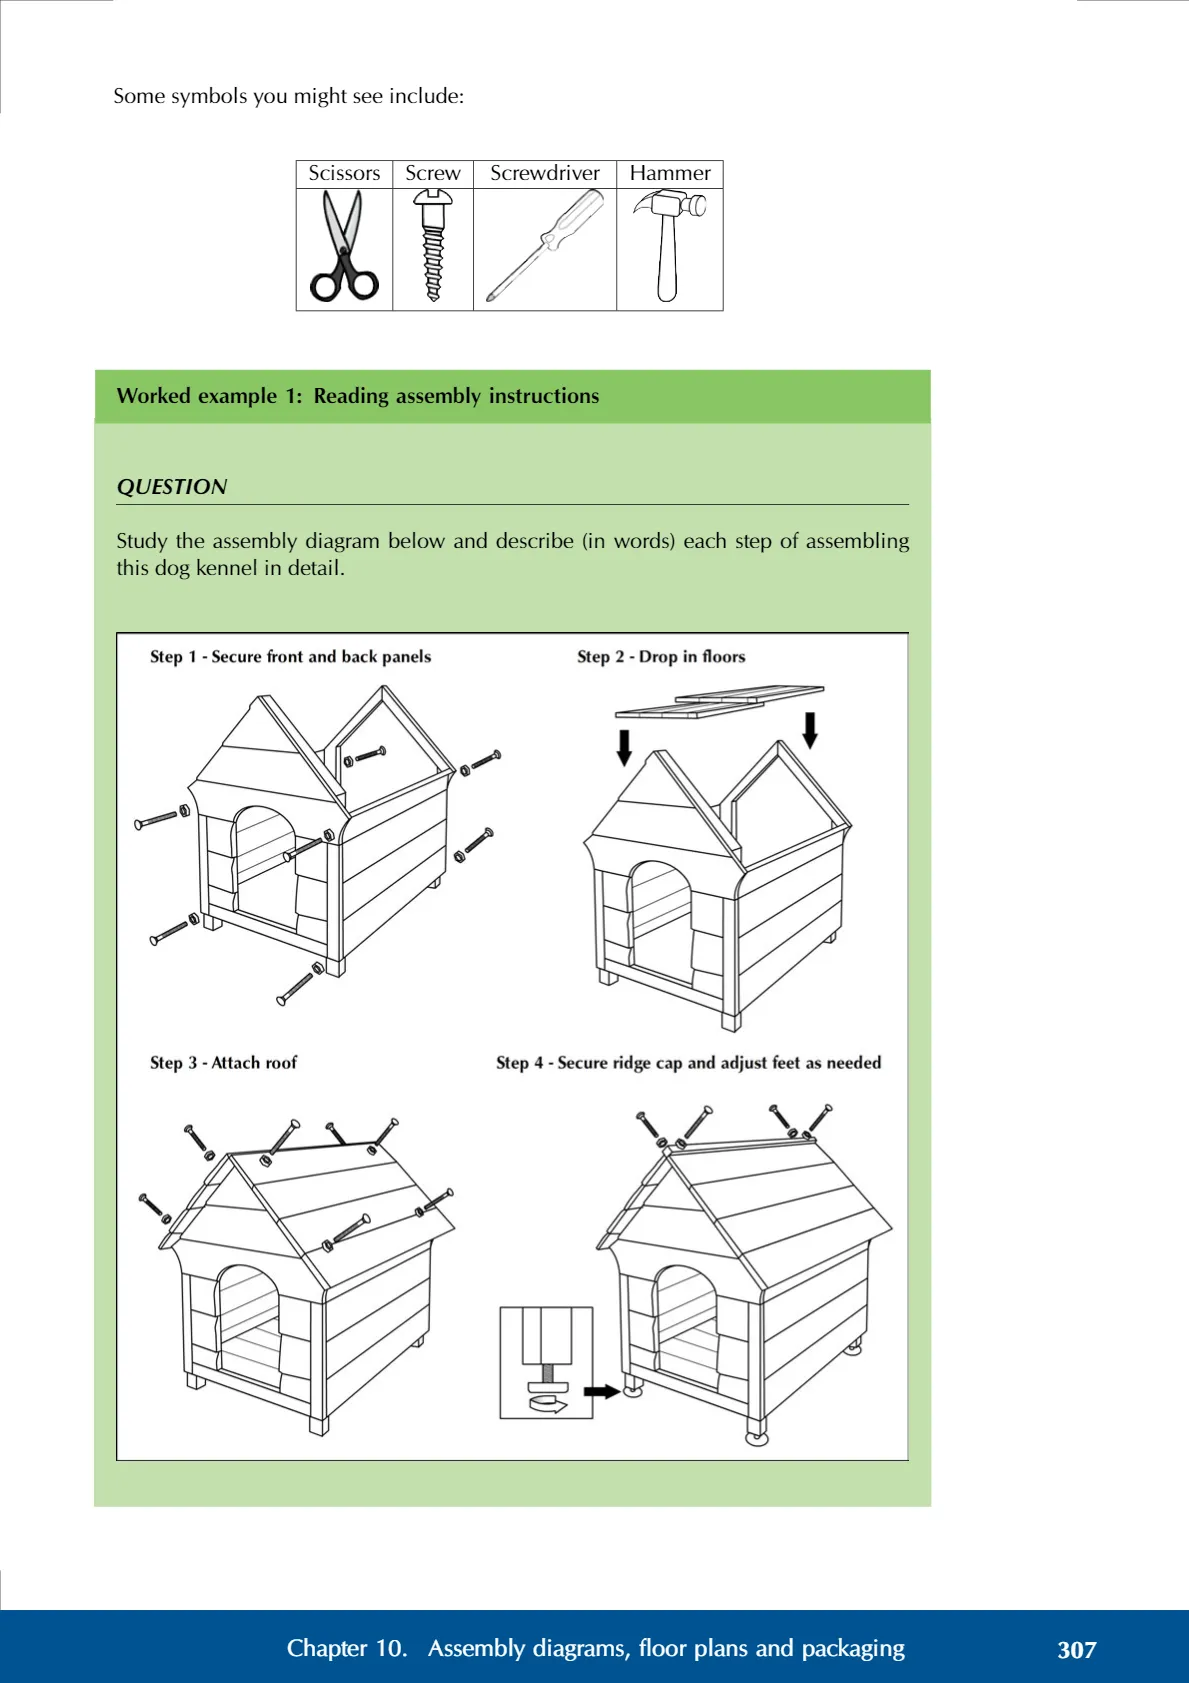 Some symbols you might see include:
Scissors Screw Screwdriver Hammer
Worked example 1: Reading assembly instructions
QUESTION
Study the assembly diagram below and describe (in words) each step of assembling
this dog kennel in detail.
Step 1 - Secure front and back panels
Step 2 - Drop in floors
Step 3 - Attach roof
Step 4 - Secure ridge cap and adjust feet as needed
Chapter 10. Assembly diagrams, floor plans and packaging
307